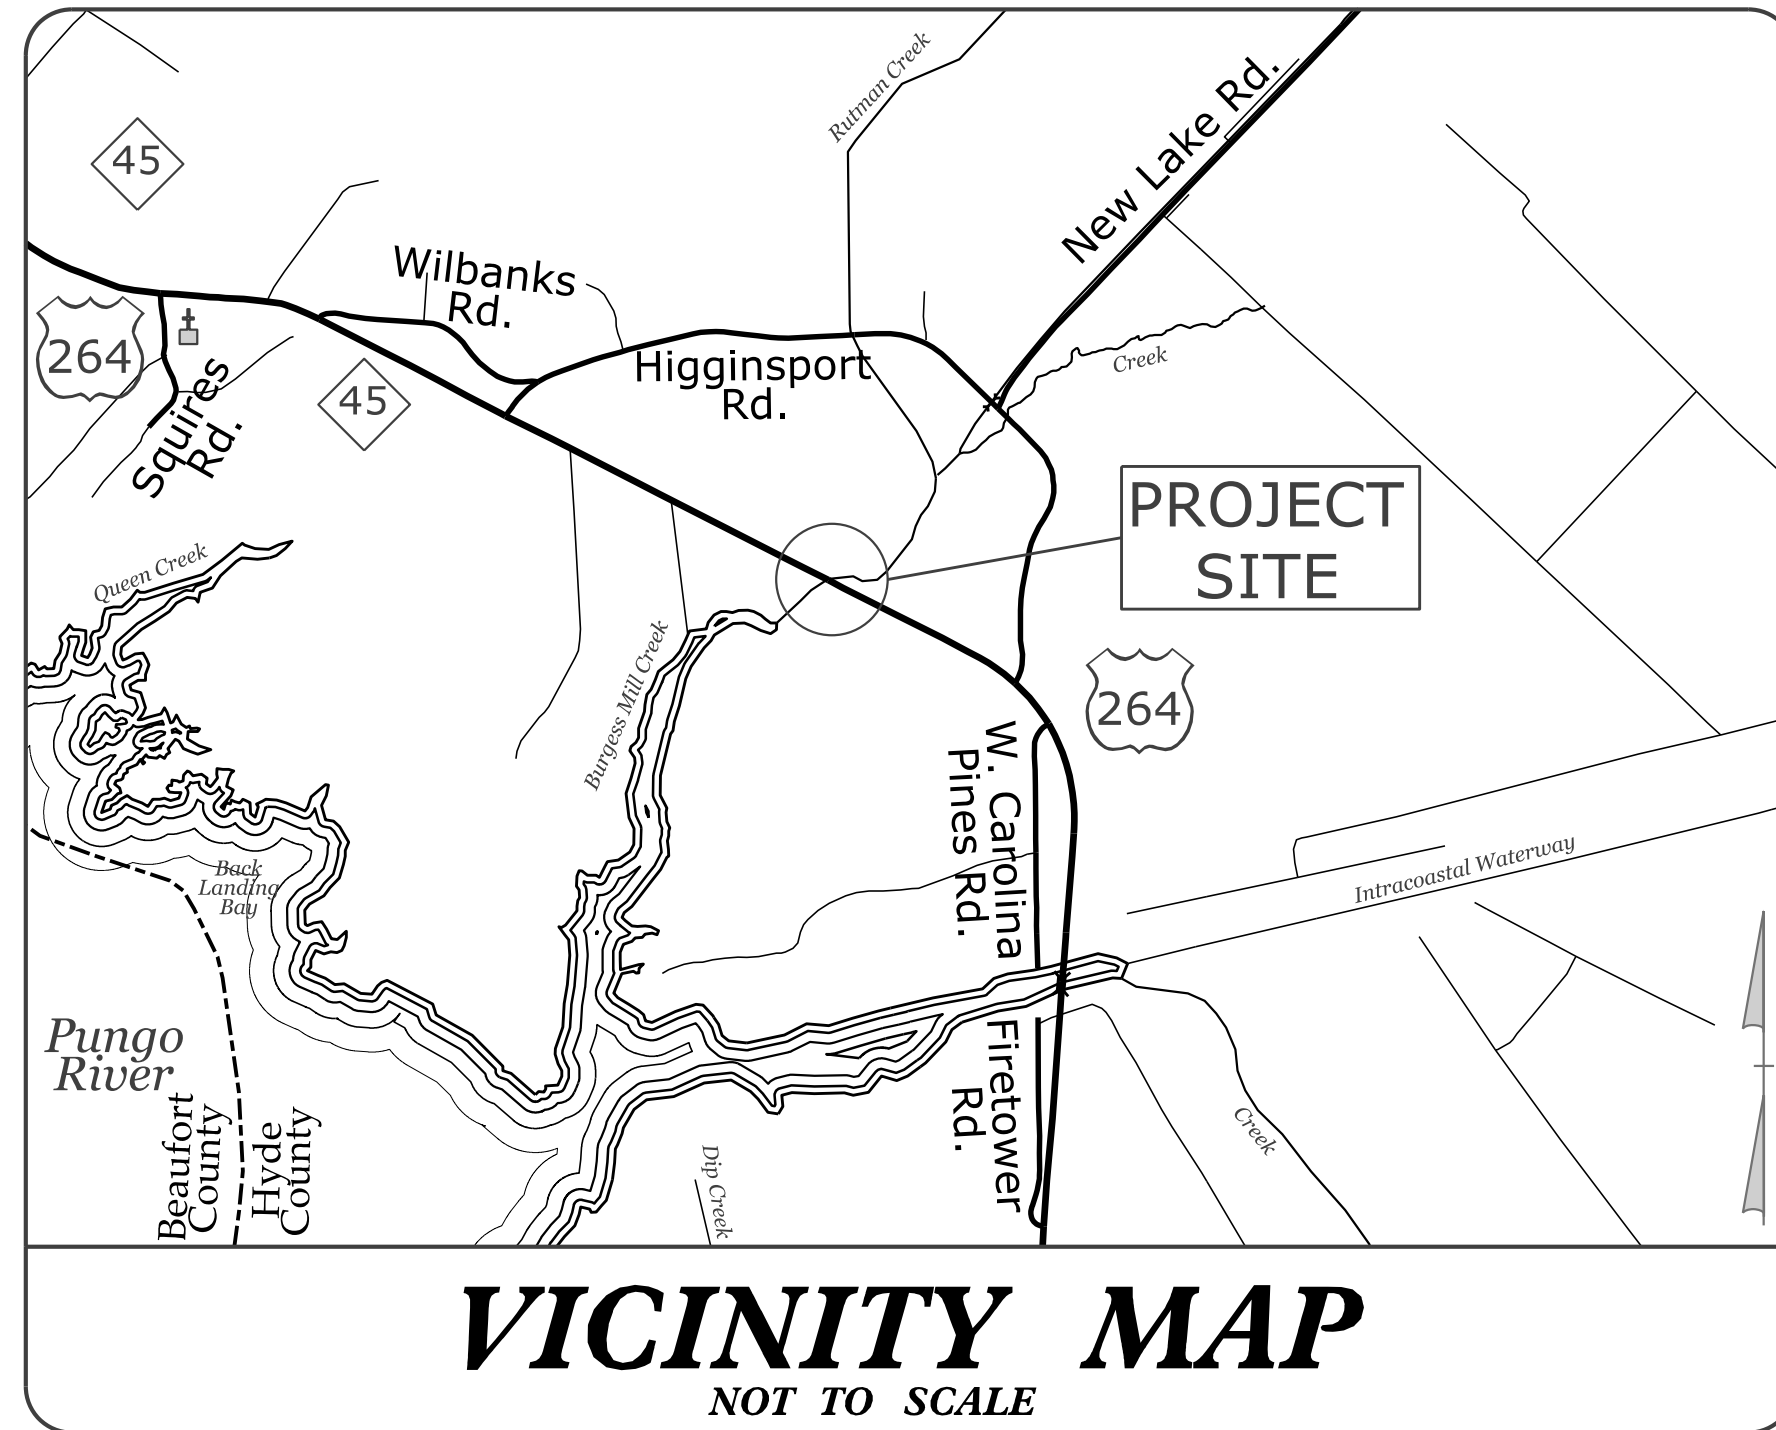 Rutman Creek
New Lake Rd.
45
Wilbanks
Rd.
264
Squires
Rd.
45
Higginsport
Rd.
Creek
PROJECT
SITE
Queen Creek
Burgess Mill Creek
264
W. Carolina
Pines Rd.
Back
Landing
Bay
Intracoastal Waterway
Pungo
River
Beaufort
County
Hyde
County
Firetower
Rd.
Dip Creek
Creek
VICINITY MAP
NOT TO SCALE